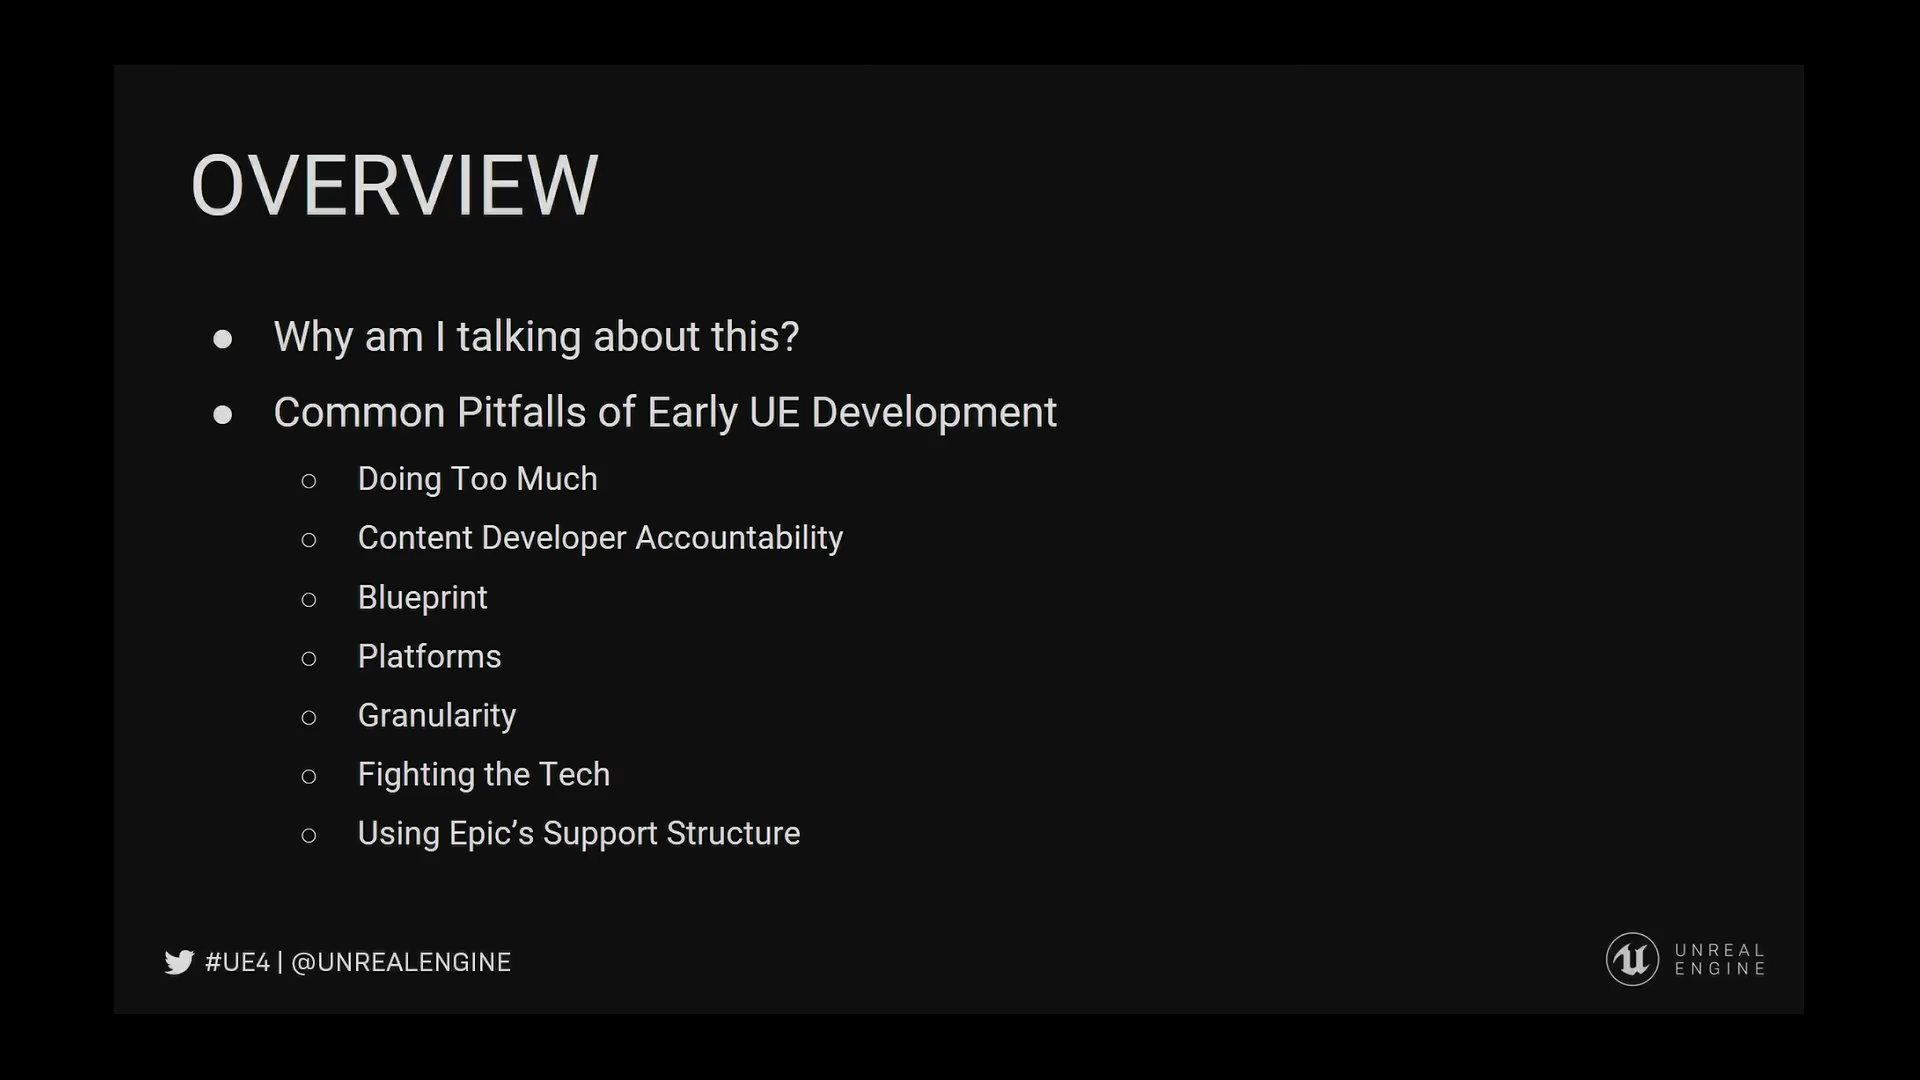 OVERVIEW
● Why am I talking about this?
● Common Pitfalls of Early UE Development
○ Doing Too Much
○ Content Developer Accountability
○ Blueprint
○ Platforms
○ Granularity
○ Fighting the Tech
○ Using Epic’s Support Structure
#UE4 | @UNREALENGINE
UNREAL
ENGINE